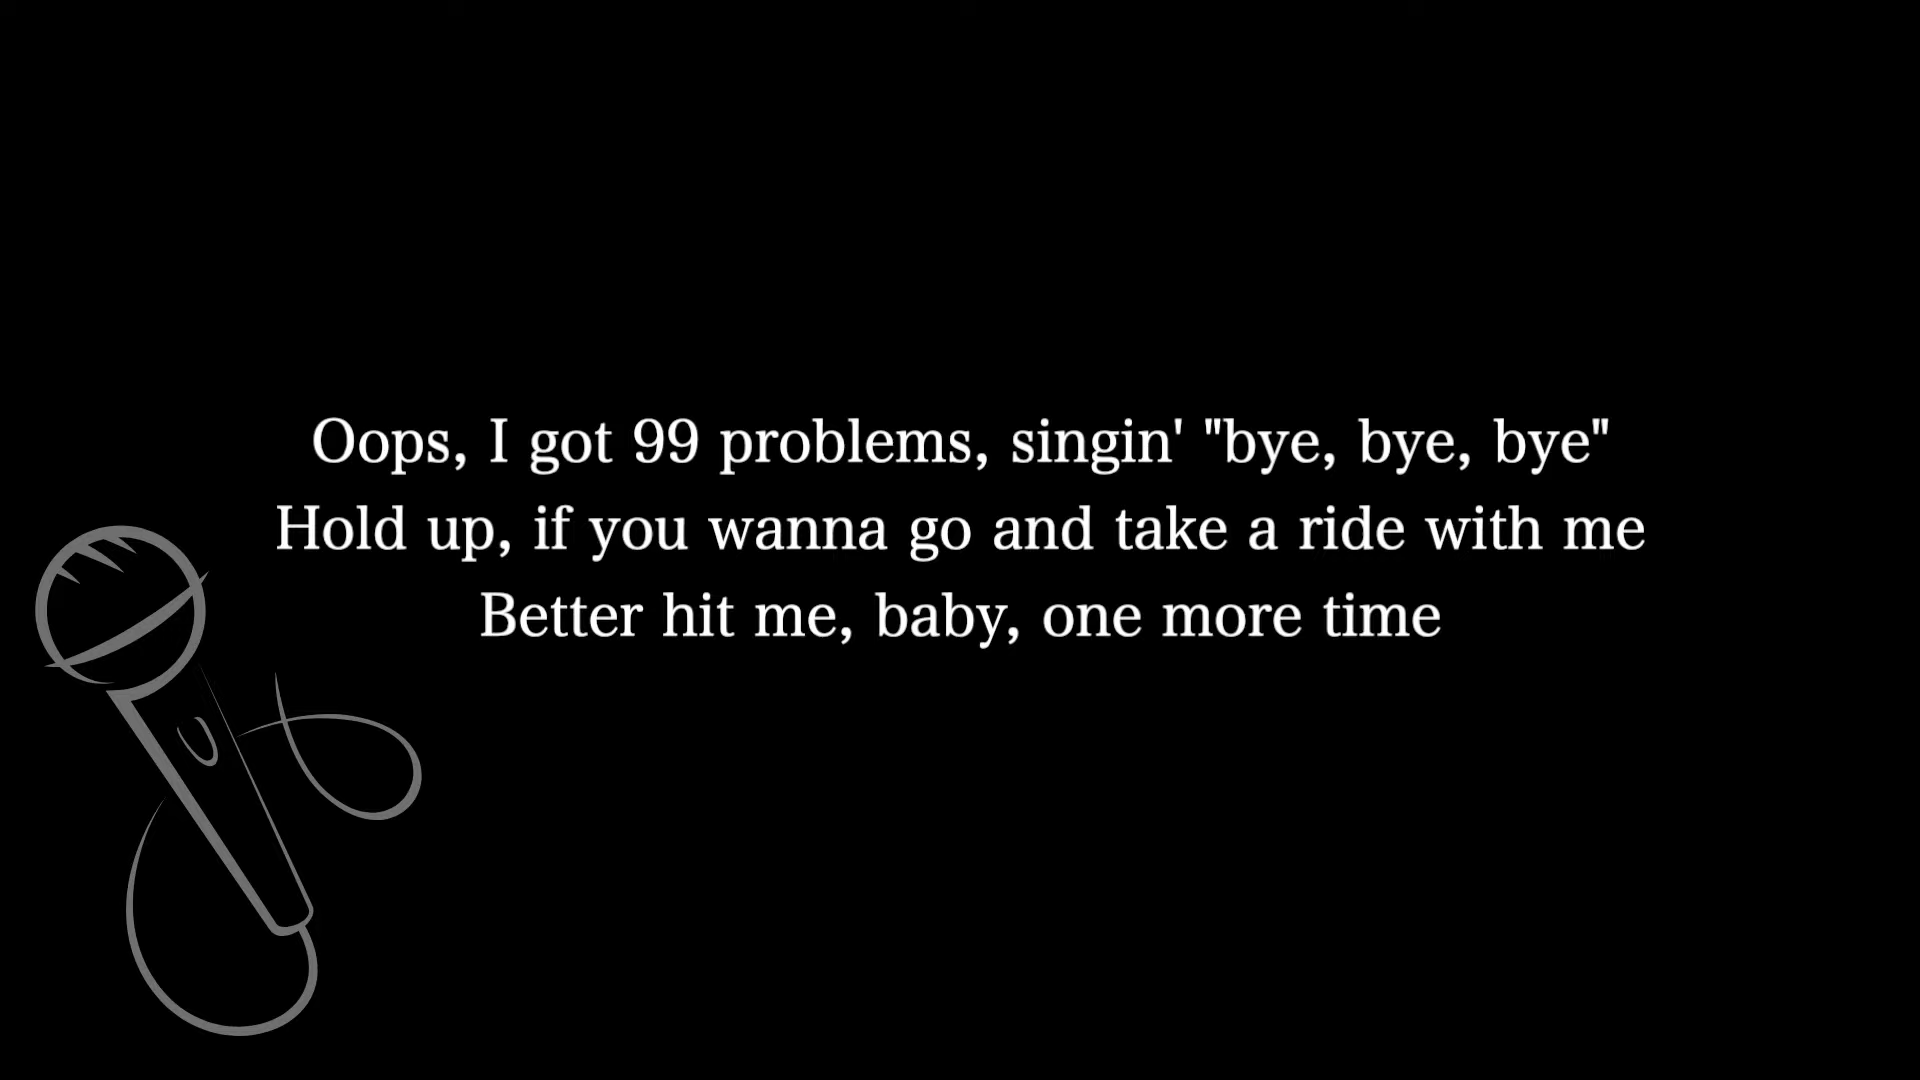 Oops, I got 99 problems, singin' "bye, bye, bye"
Hold up, if you wanna go and take a ride with me
Better hit me, baby, one more time